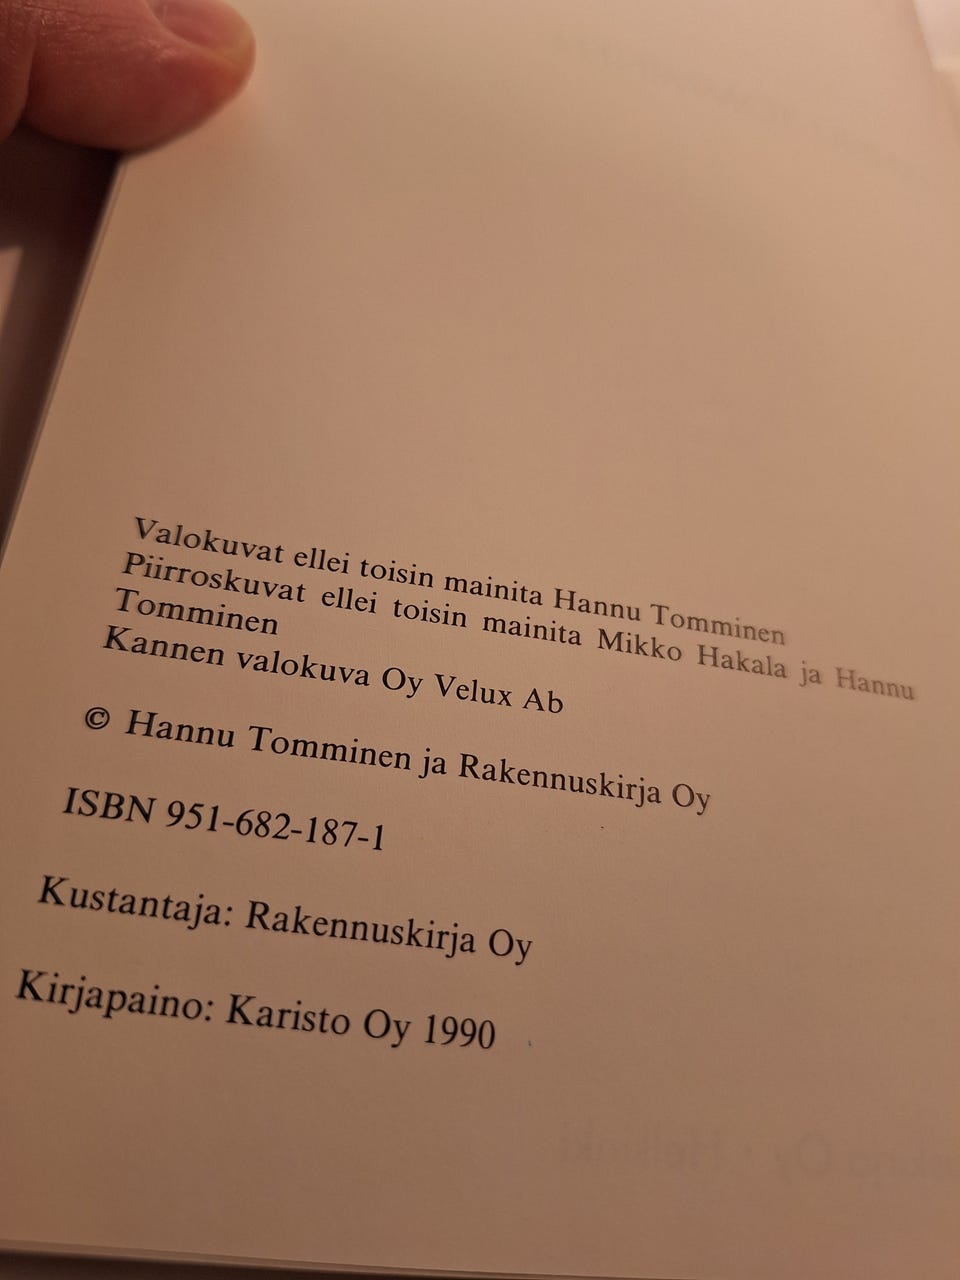 Valokuvat ellei toisin mainita Hannu Tomminen
Piirroskuvat ellei toisin mainita Mikko Hakala ja Hannu
Tomminen
Kannen valokuva Oy Velux Ab
© Hannu Tomminen ja Rakennuskirja Oy
ISBN 951-682-187-1
Kustantaja: Rakennuskirja Oy
Kirjapaino: Karisto Oy 1990